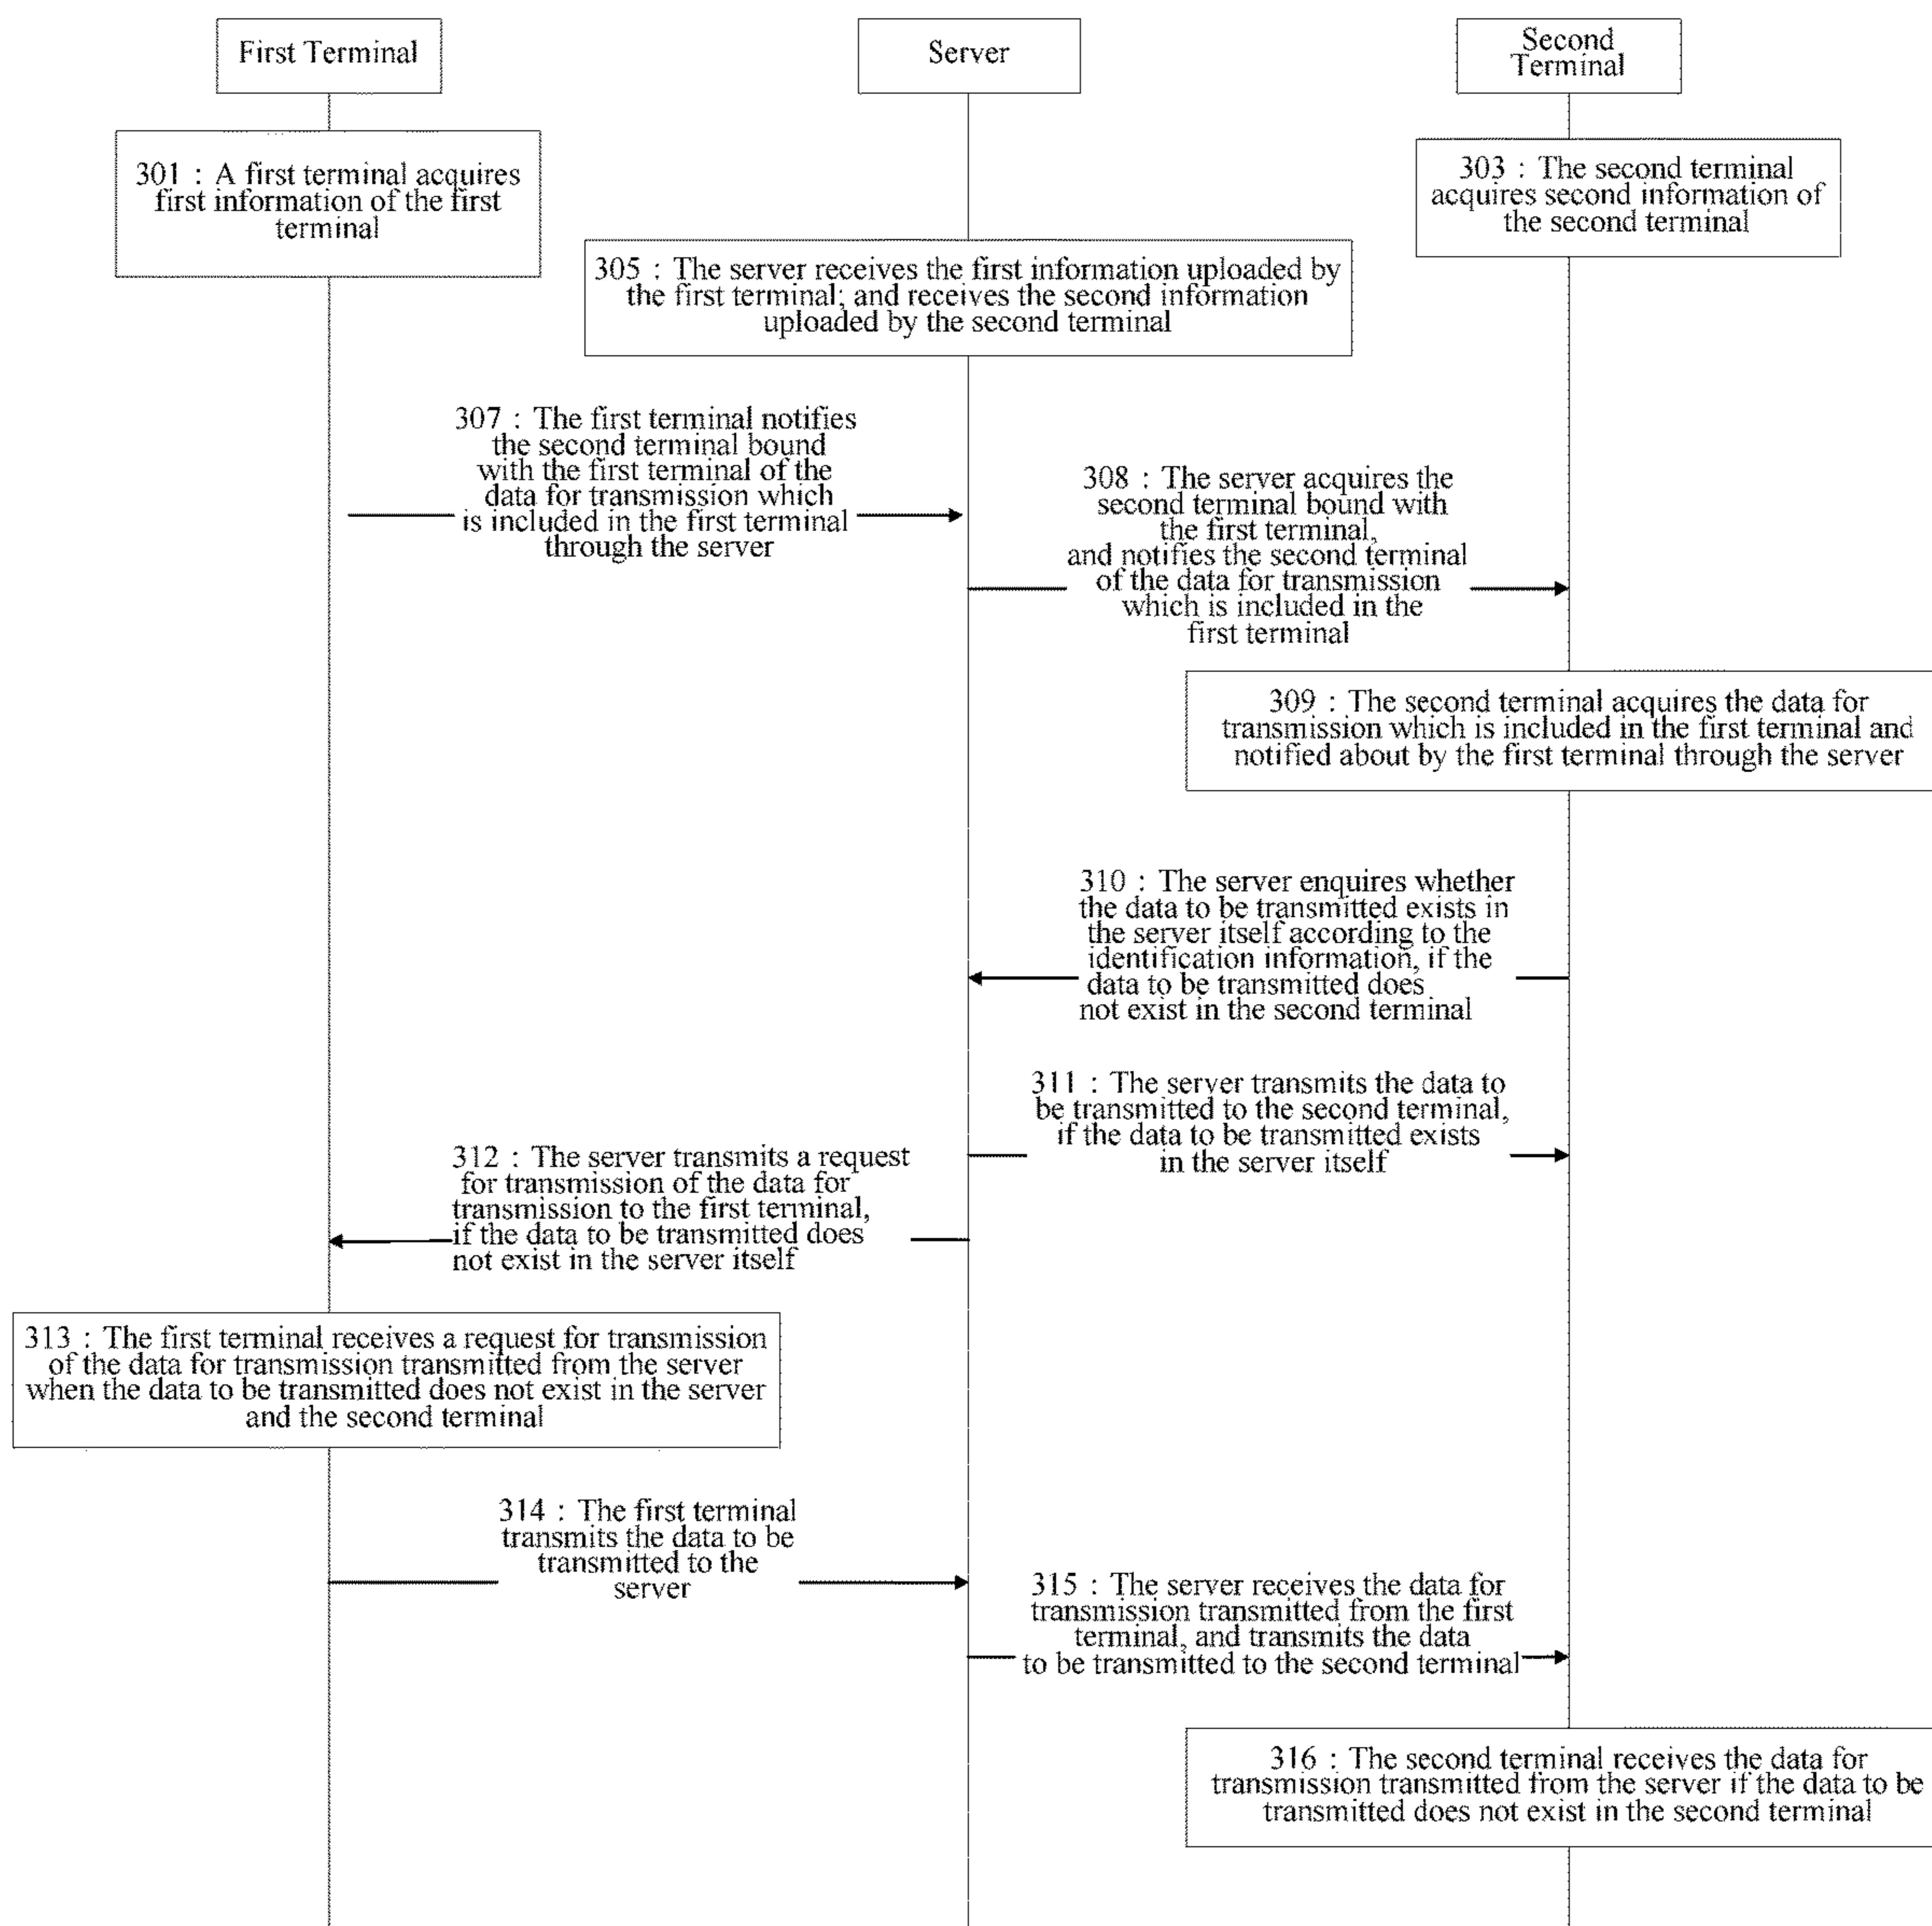 First Terminal
Server
Second
Terminal
301 : A first terminal acquires
first information of the first
terminal
303 : The second terminal
acquires second information of
the second terminal
305 : The server receives the first information uploaded by
the first terminal; and receives the second information
uploaded by the second terminal
307 : The first terminal notifies
the second terminal bound
with the first terminal of the
data for transmission which
is included in the first terminal
through the server
308 : The server acquires the
second terminal bound with
the first terminal,
and notifies the second terminal
of the data for transmission
which is included in the
first terminal
309 : The second terminal acquires the data for
transmission which is included in the first terminal and
notified about by the first terminal through the server
310 : The server enquires whether
the data to be transmitted exists in
the server itself according to the
identification information, if the
data to be transmitted does
not exist in the second terminal
311 : The server transmits the data to
be transmitted to the second terminal,
if the data to be transmitted exists
in the server itself
312 : The server transmits a request
for transmission of the data for
transmission to the first terminal,
if the data to be transmitted does
not exist in the server itself
313 : The first terminal receives a request for transmission
of the data for transmission transmitted from the server
when the data to be transmitted does not exist in the server
and the second terminal
314 : The first terminal
transmits the data to be
transmitted to the
server
315 : The server receives the data for
transmission transmitted from the first
terminal, and transmits the data
to be transmitted to the second terminal
316 : The second terminal receives the data for
transmission transmitted from the server if the data to be
transmitted does not exist in the second terminal